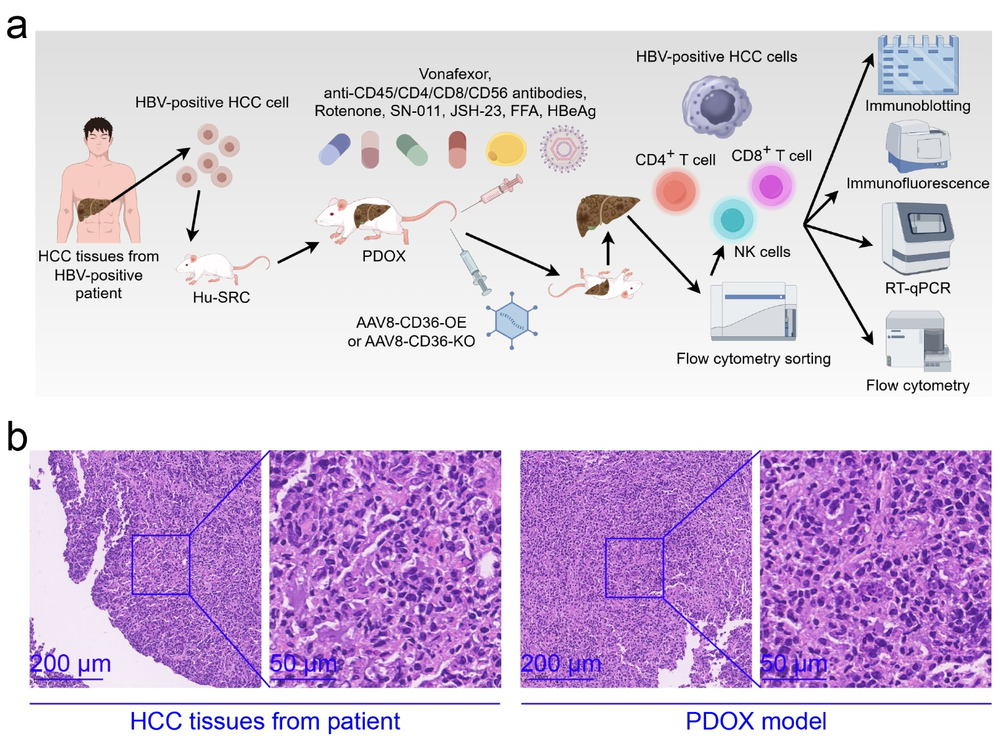 a
HBV-positive HCC cell
HCC tissues from
HBV-positive
patient
Hu-SRC
Vonafexor,
anti-CD45/CD4/CD8/CD56 antibodies,
Rotenone, SN-011, JSH-23, FFA, HBeAg
PDOX
AAV8-CD36-OE
or AAV8-CD36-KO
HBV-positive HCC cells
CD4+ T cell
CD8+ T cell
NK cells
Flow cytometry sorting
Immunoblotting
Immunofluorescence
RT-qPCR
Flow cytometry
b
200 μm
50 μm
200 μm
50 μm
HCC tissues from patient
PDOX model